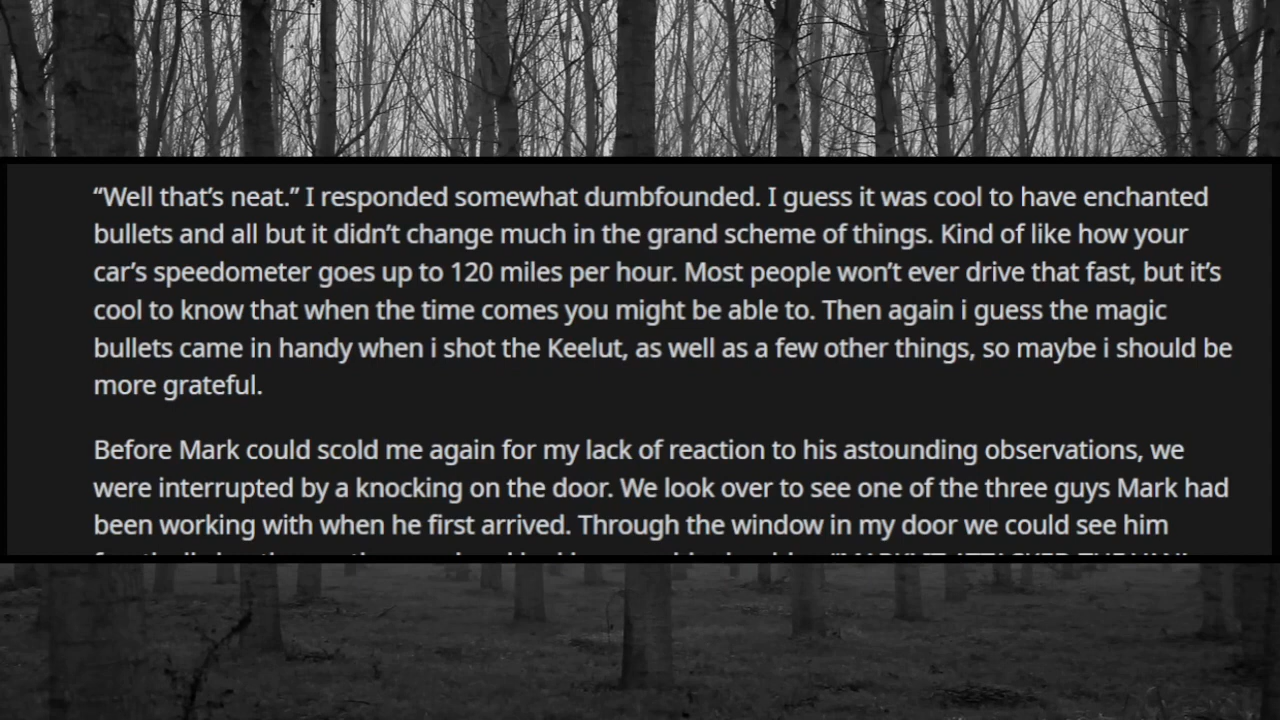 “Well that’s neat.” I responded somewhat dumbfounded. I guess it was cool to have enchanted
bullets and all but it didn’t change much in the grand scheme of things. Kind of like how your
car’s speedometer goes up to 120 miles per hour. Most people won’t ever drive that fast, but it’s
cool to know that when the time comes you might be able to. Then again i guess the magic
bullets came in handy when i shot the Keelut, as well as a few other things, so maybe i should be
more grateful.
Before Mark could scold me again for my lack of reaction to his astounding observations, we
were interrupted by a knocking on the door. We look over to see one of the three guys Mark had
been working with when he first arrived. Through the window in my door we could see him